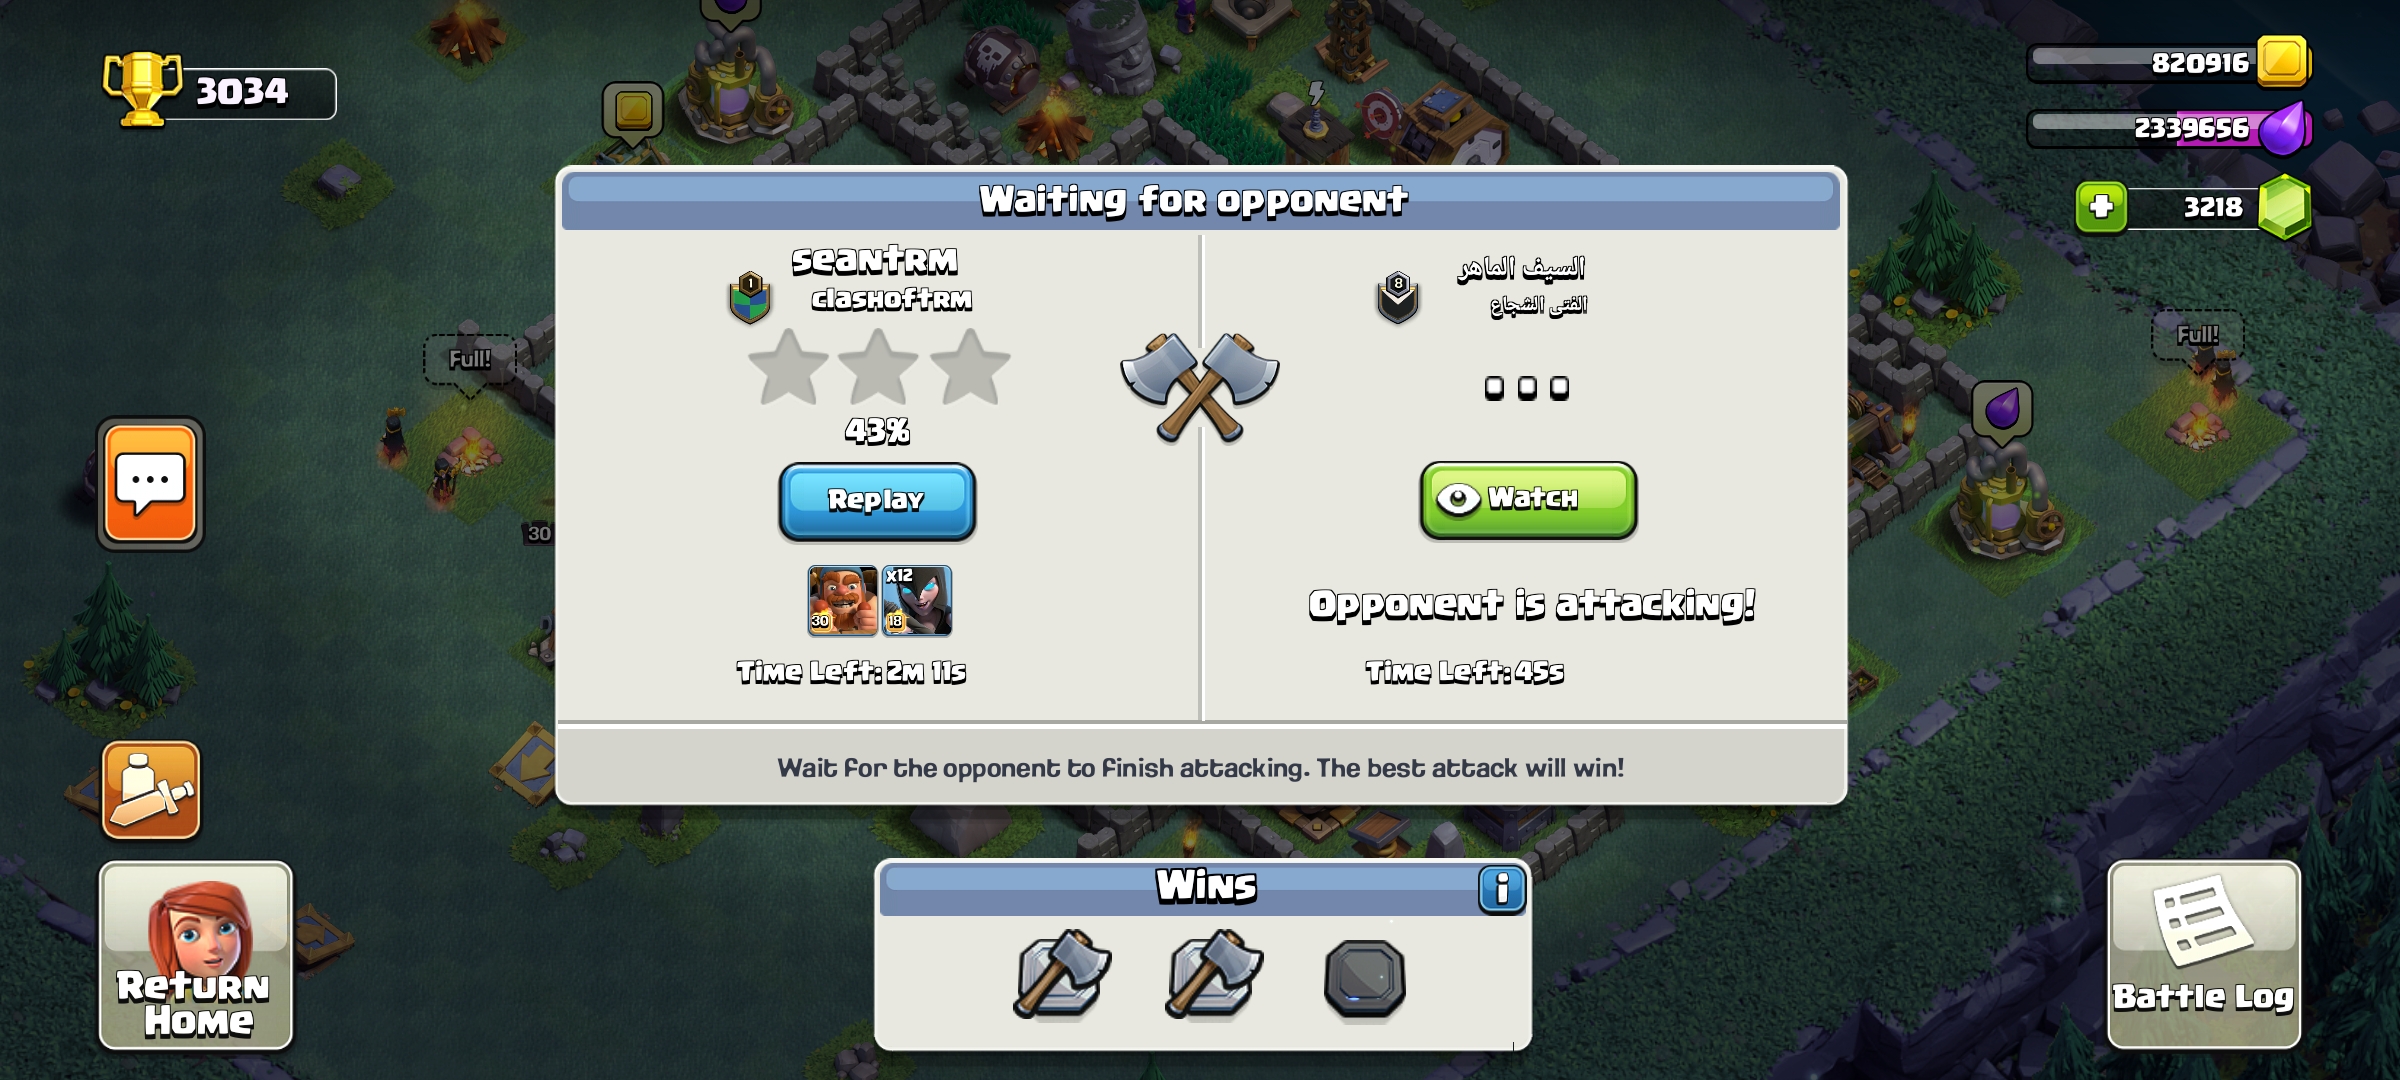 3034
820916
2339656
3218
Waiting for opponent
seantrm
clashoftrm
1
43%
Replay
x12
30
18
Time Left: 2m 11s
السيف الماهر
الفتى الشجاع
8
Watch
Opponent is attacking!
Time Left: 45s
Wait for the opponent to finish attacking. The best attack will win!
Full!
Full!
30
Wins
i
Return
Home
Battle Log